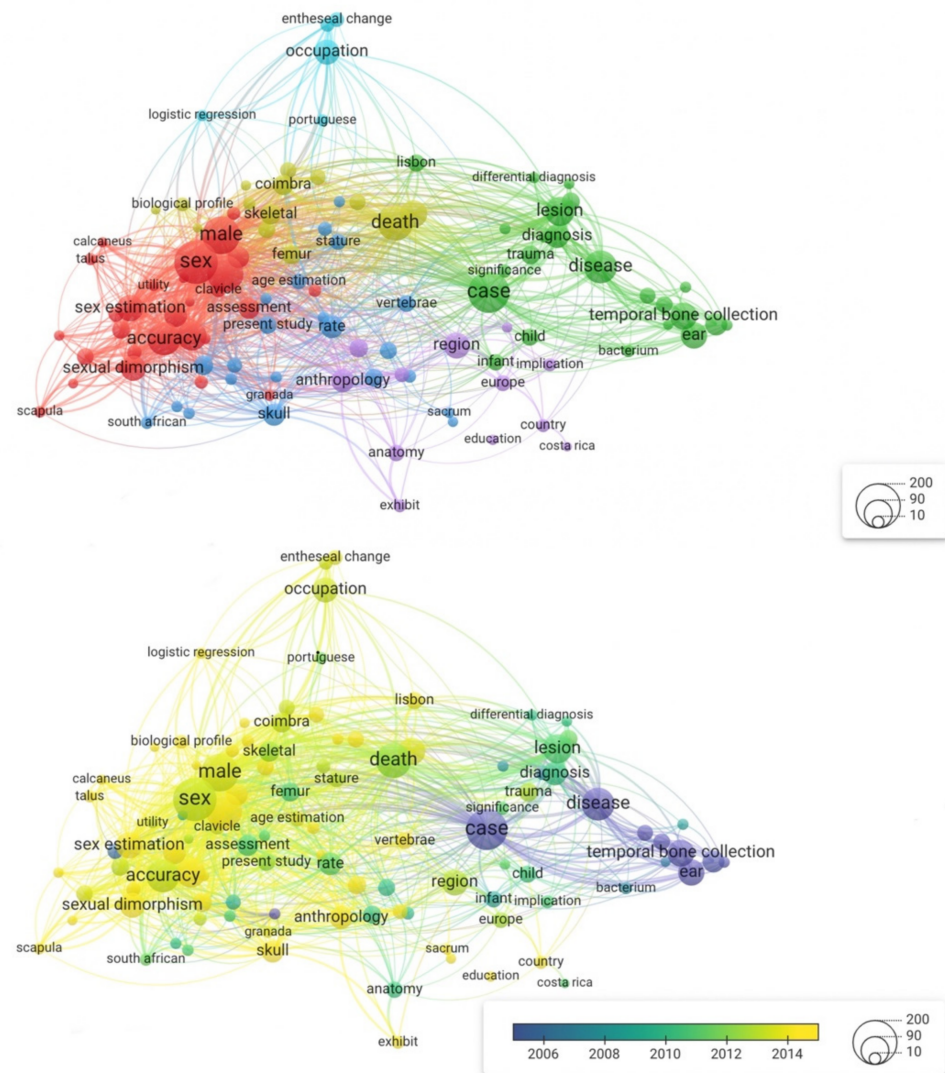 entheseal change
occupation
logistic regression
portuguese
lisbon
differential diagnosis
coimbra
biological profile
skeletal
lesion
death
male
diagnosis
calcaneus
stature
talus
femur
trauma
sex
disease
significance
utility
clavicle
age estimation
case
sex estimation
assessment
vertebrae
temporal bone collection
present study
rate
ear
accuracy
region
child
bacterium
sexual dimorphism
infant
implication
anthropology
europe
granada
scapula
south african
skull
sacrum
country
education
costa rica
anatomy
exhibit
200
90
10
entheseal change
occupation
logistic regression
portuguese
lisbon
differential diagnosis
coimbra
biological profile
skeletal
lesion
death
male
diagnosis
calcaneus
stature
talus
femur
trauma
sex
disease
significance
utility
clavicle
age estimation
case
sex estimation
assessment
vertebrae
temporal bone collection
present study
rate
ear
accuracy
region
child
bacterium
sexual dimorphism
infant
implication
anthropology
europe
granada
scapula
south african
skull
sacrum
country
education
costa rica
anatomy
exhibit
200
90
10
2006 2008 2010 2012 2014